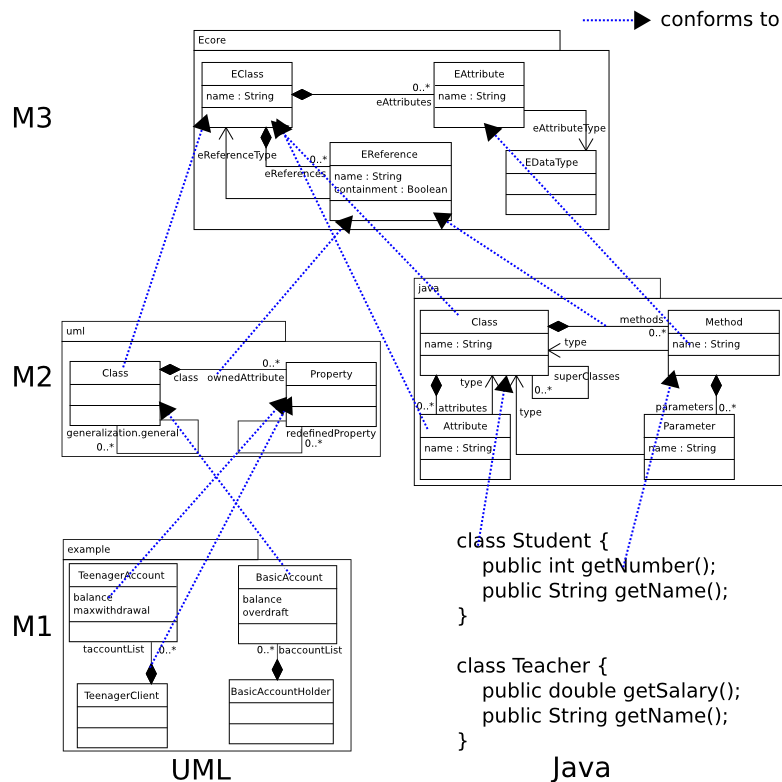 conforms to
Ecore
M3
EClass
name : String
0..*
eAttributes
EAttribute
name : String
eAttributeType
EDataType
eReferenceType
0..*
eReferences
EReference
name : String
containment : Boolean
M2
uml
Class
class
0..*
ownedAttribute
Property
generalization.general
0..*
redefinedProperty
0..*
java
Class
name : String
methods
0..*
type
Method
name : String
superClasses
0..*
type
type
0..*
attributes
Attribute
name : String
parameters
0..*
Parameter
name : String
M1
example
TeenagerAccount
balance
maxwithdrawal
taccountList
0..*
TeenagerClient
BasicAccount
balance
overdraft
0..*
baccountList
BasicAccountHolder
class Student {
public int getNumber();
public String getName();
}
class Teacher {
public double getSalary();
public String getName();
}
UML
Java